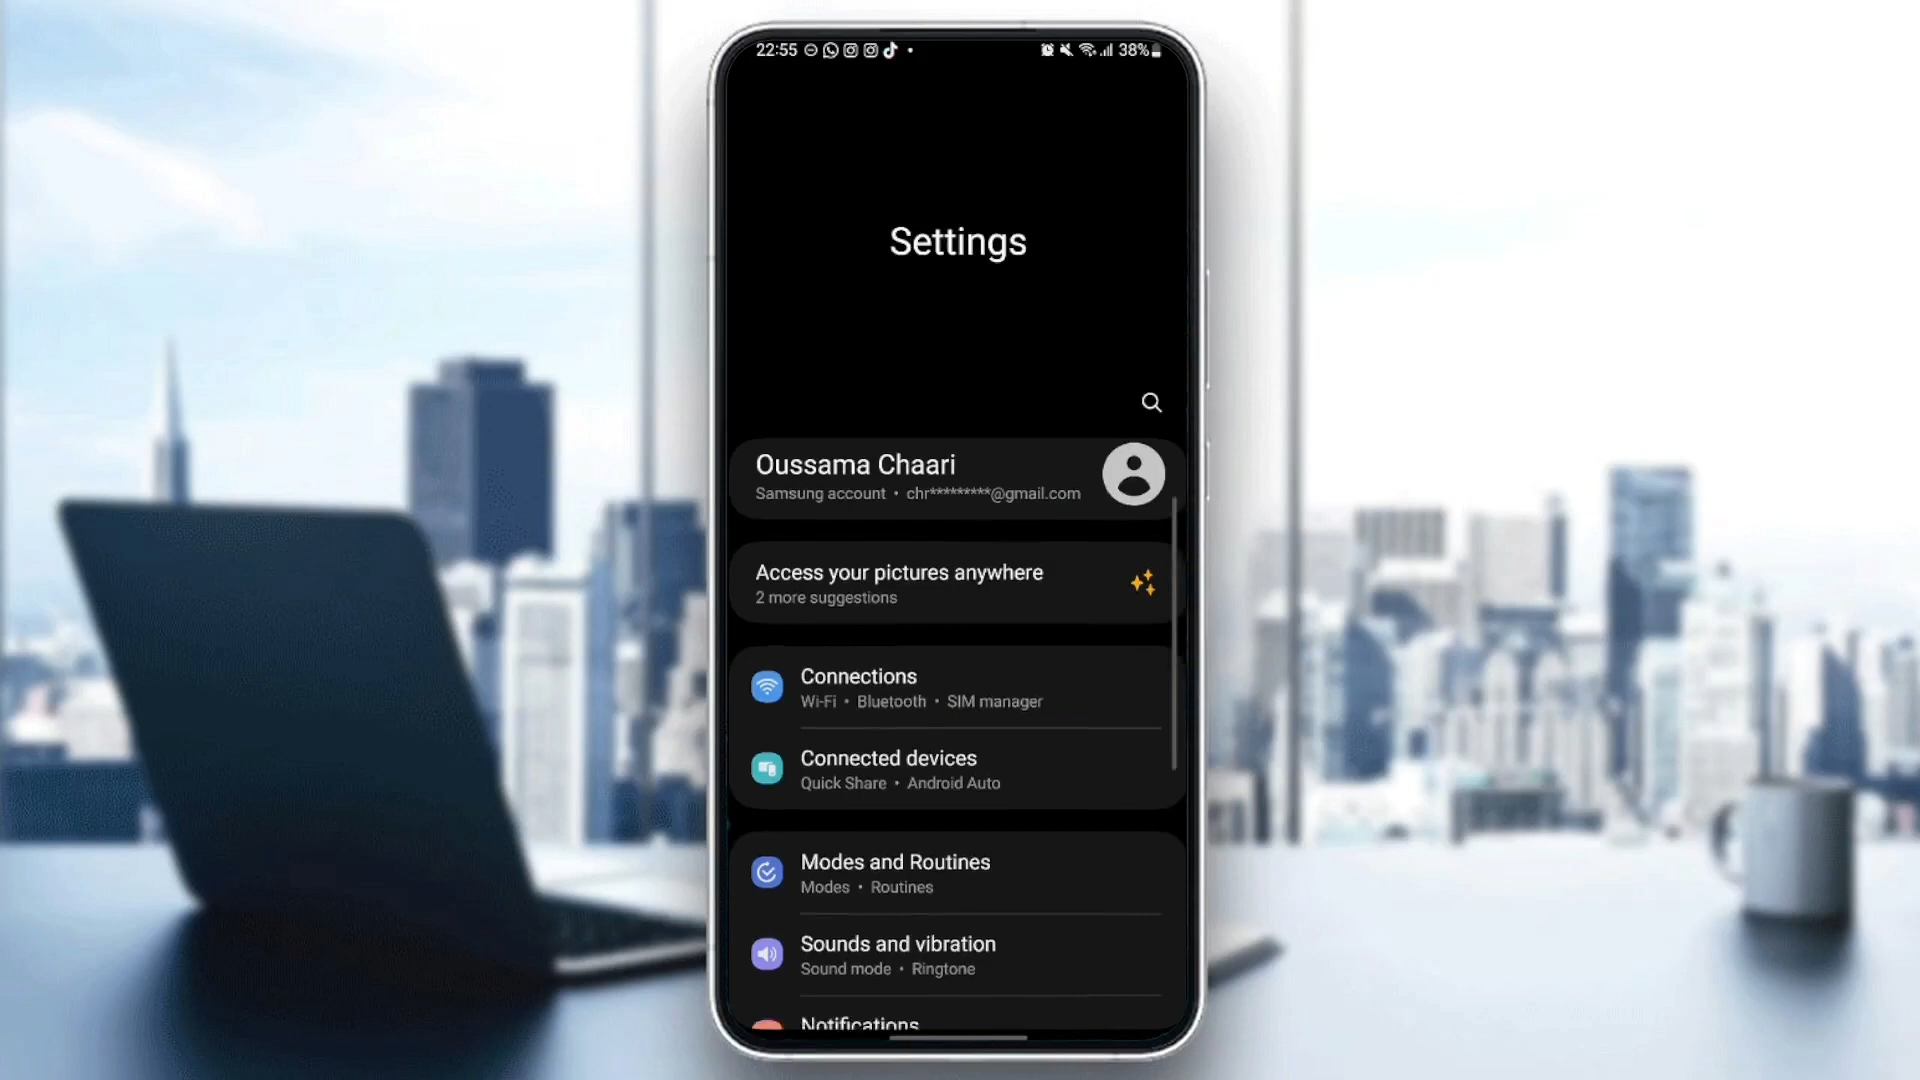 22:55 38%
Settings
Oussama Chaari
Samsung account • chr*********@gmail.com
Access your pictures anywhere
2 more suggestions
Connections
Wi-Fi • Bluetooth • SIM manager
Connected devices
Quick Share • Android Auto
Modes and Routines
Modes • Routines
Sounds and vibration
Sound mode • Ringtone
Notifications